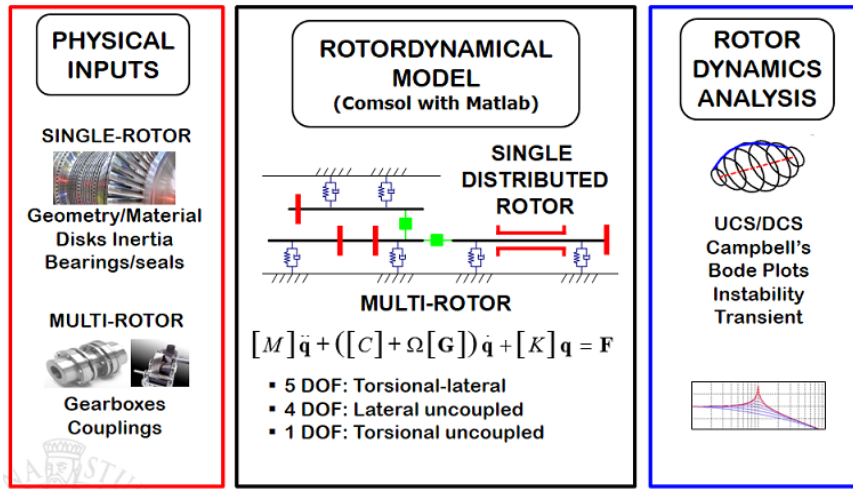 PHYSICAL
INPUTS
SINGLE-ROTOR
Geometry/Material
Disks Inertia
Bearings/seals
MULTI-ROTOR
Gearboxes
Couplings
ROTORDYNAMICAL
MODEL
(Comsol with Matlab)
SINGLE
DISTRIBUTED
ROTOR
MULTI-ROTOR
[M]q̈ + ([C] + Ω[G])q̇ + [K]q = F
▪ 5 DOF: Torsional-lateral
▪ 4 DOF: Lateral uncoupled
▪ 1 DOF: Torsional uncoupled
ROTOR
DYNAMICS
ANALYSIS
UCS/DCS
Campbell's
Bode Plots
Instability
Transient